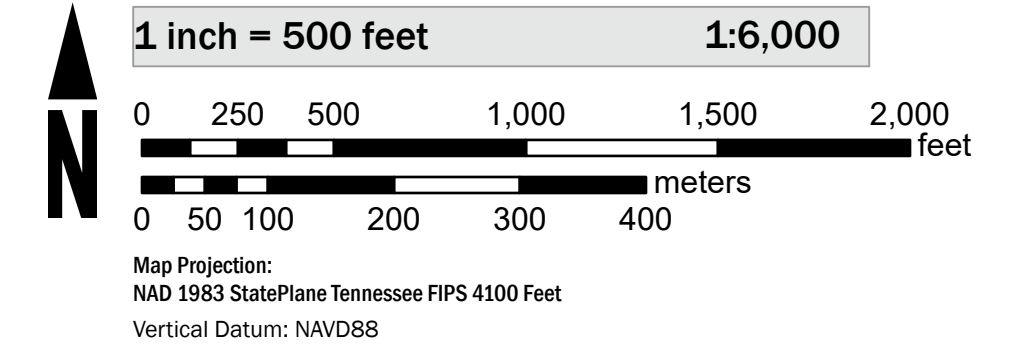 1 inch = 500 feet 1:6,000
0 250 500 1,000 1,500 2,000
feet
meters
0 50 100 200 300 400
N
Map Projection:
NAD 1983 StatePlane Tennessee FIPS 4100 Feet
Vertical Datum: NAVD88